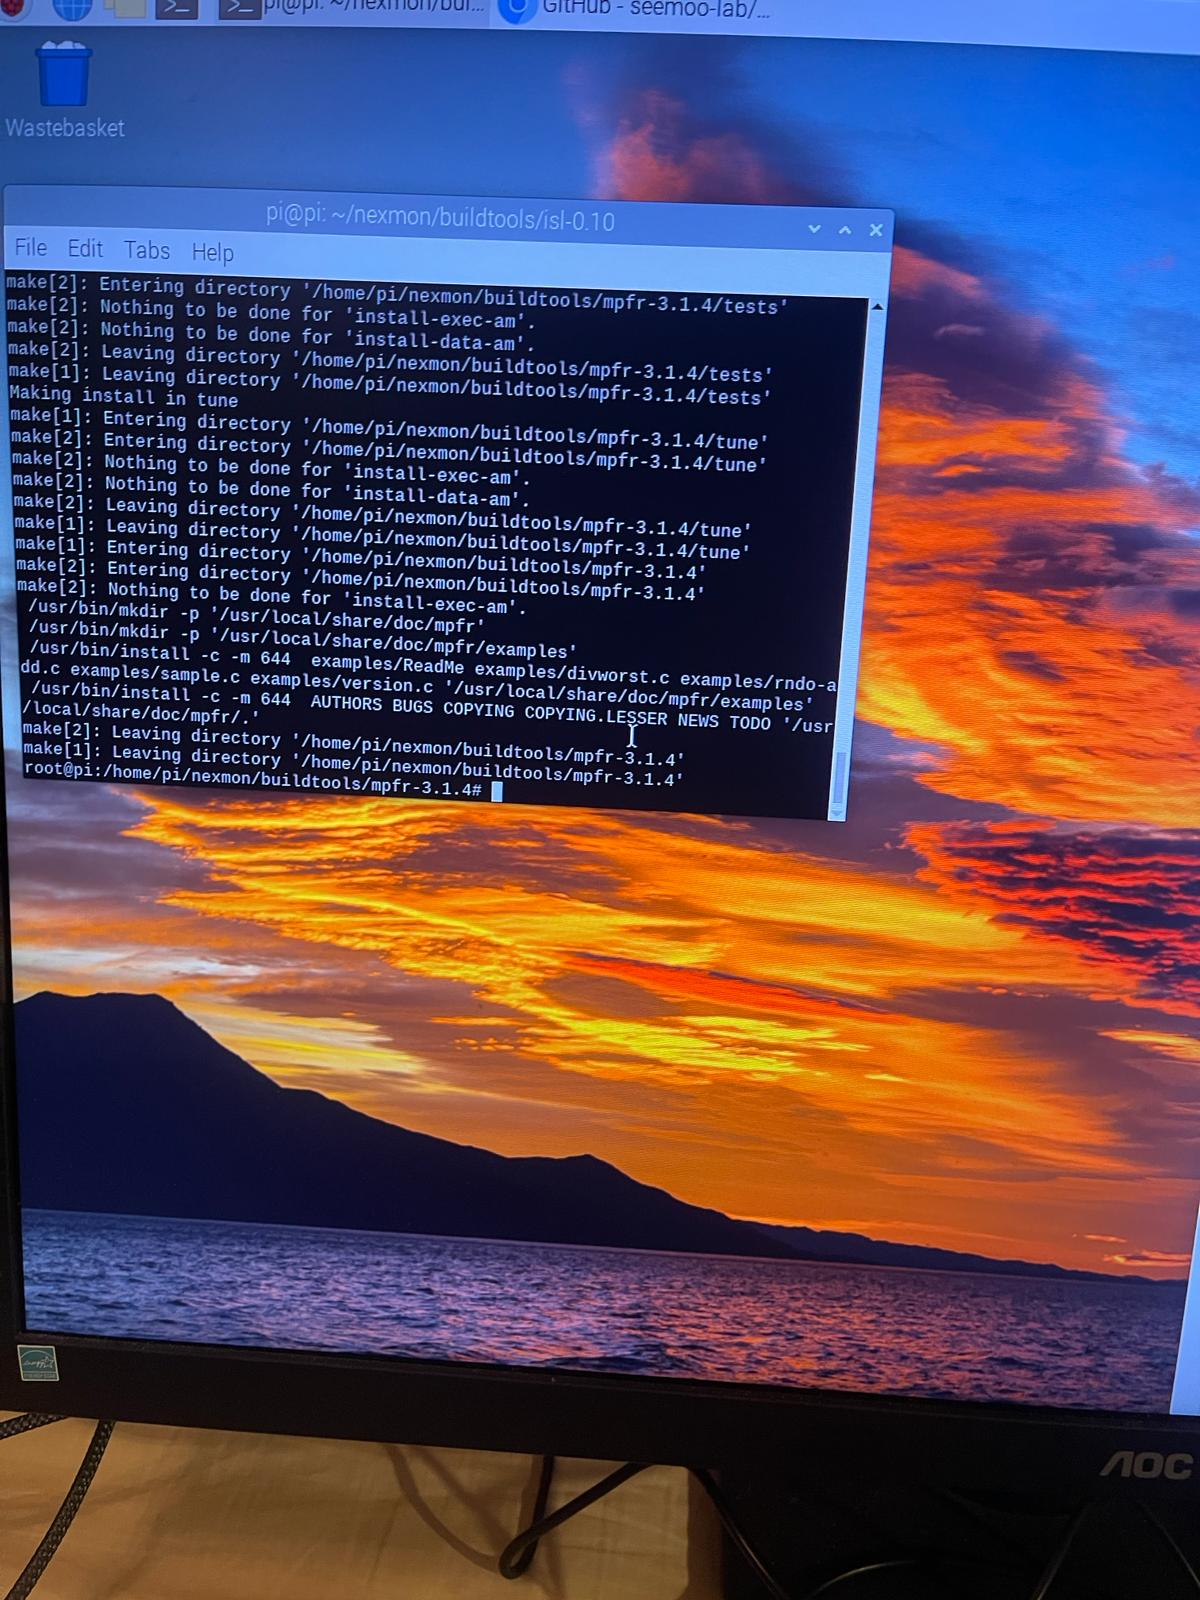 pi@pi: ~/nexmon/bui...
GitHub - seemoo-lab/...
Wastebasket
pi@pi: ~/nexmon/buildtools/isl-0.10
File Edit Tabs Help
make[2]: Entering directory '/home/pi/nexmon/buildtools/mpfr-3.1.4/tests'
make[2]: Nothing to be done for 'install-exec-am'.
make[2]: Nothing to be done for 'install-data-am'.
make[2]: Leaving directory '/home/pi/nexmon/buildtools/mpfr-3.1.4/tests'
make[1]: Leaving directory '/home/pi/nexmon/buildtools/mpfr-3.1.4/tests'
Making install in tune
make[1]: Entering directory '/home/pi/nexmon/buildtools/mpfr-3.1.4/tune'
make[2]: Entering directory '/home/pi/nexmon/buildtools/mpfr-3.1.4/tune'
make[2]: Nothing to be done for 'install-exec-am'.
make[2]: Nothing to be done for 'install-data-am'.
make[2]: Leaving directory '/home/pi/nexmon/buildtools/mpfr-3.1.4/tune'
make[1]: Leaving directory '/home/pi/nexmon/buildtools/mpfr-3.1.4/tune'
make[1]: Entering directory '/home/pi/nexmon/buildtools/mpfr-3.1.4'
make[2]: Entering directory '/home/pi/nexmon/buildtools/mpfr-3.1.4'
make[2]: Nothing to be done for 'install-exec-am'.
/usr/bin/mkdir -p '/usr/local/share/doc/mpfr'
/usr/bin/mkdir -p '/usr/local/share/doc/mpfr/examples'
/usr/bin/install -c -m 644 examples/ReadMe examples/divworst.c examples/rndo-a
dd.c examples/sample.c examples/version.c '/usr/local/share/doc/mpfr/examples'
/usr/bin/install -c -m 644 AUTHORS BUGS COPYING COPYING.LESSER NEWS TODO '/usr
/local/share/doc/mpfr/.'
make[2]: Leaving directory '/home/pi/nexmon/buildtools/mpfr-3.1.4'
make[1]: Leaving directory '/home/pi/nexmon/buildtools/mpfr-3.1.4'
root@pi:/home/pi/nexmon/buildtools/mpfr-3.1.4#
AOC